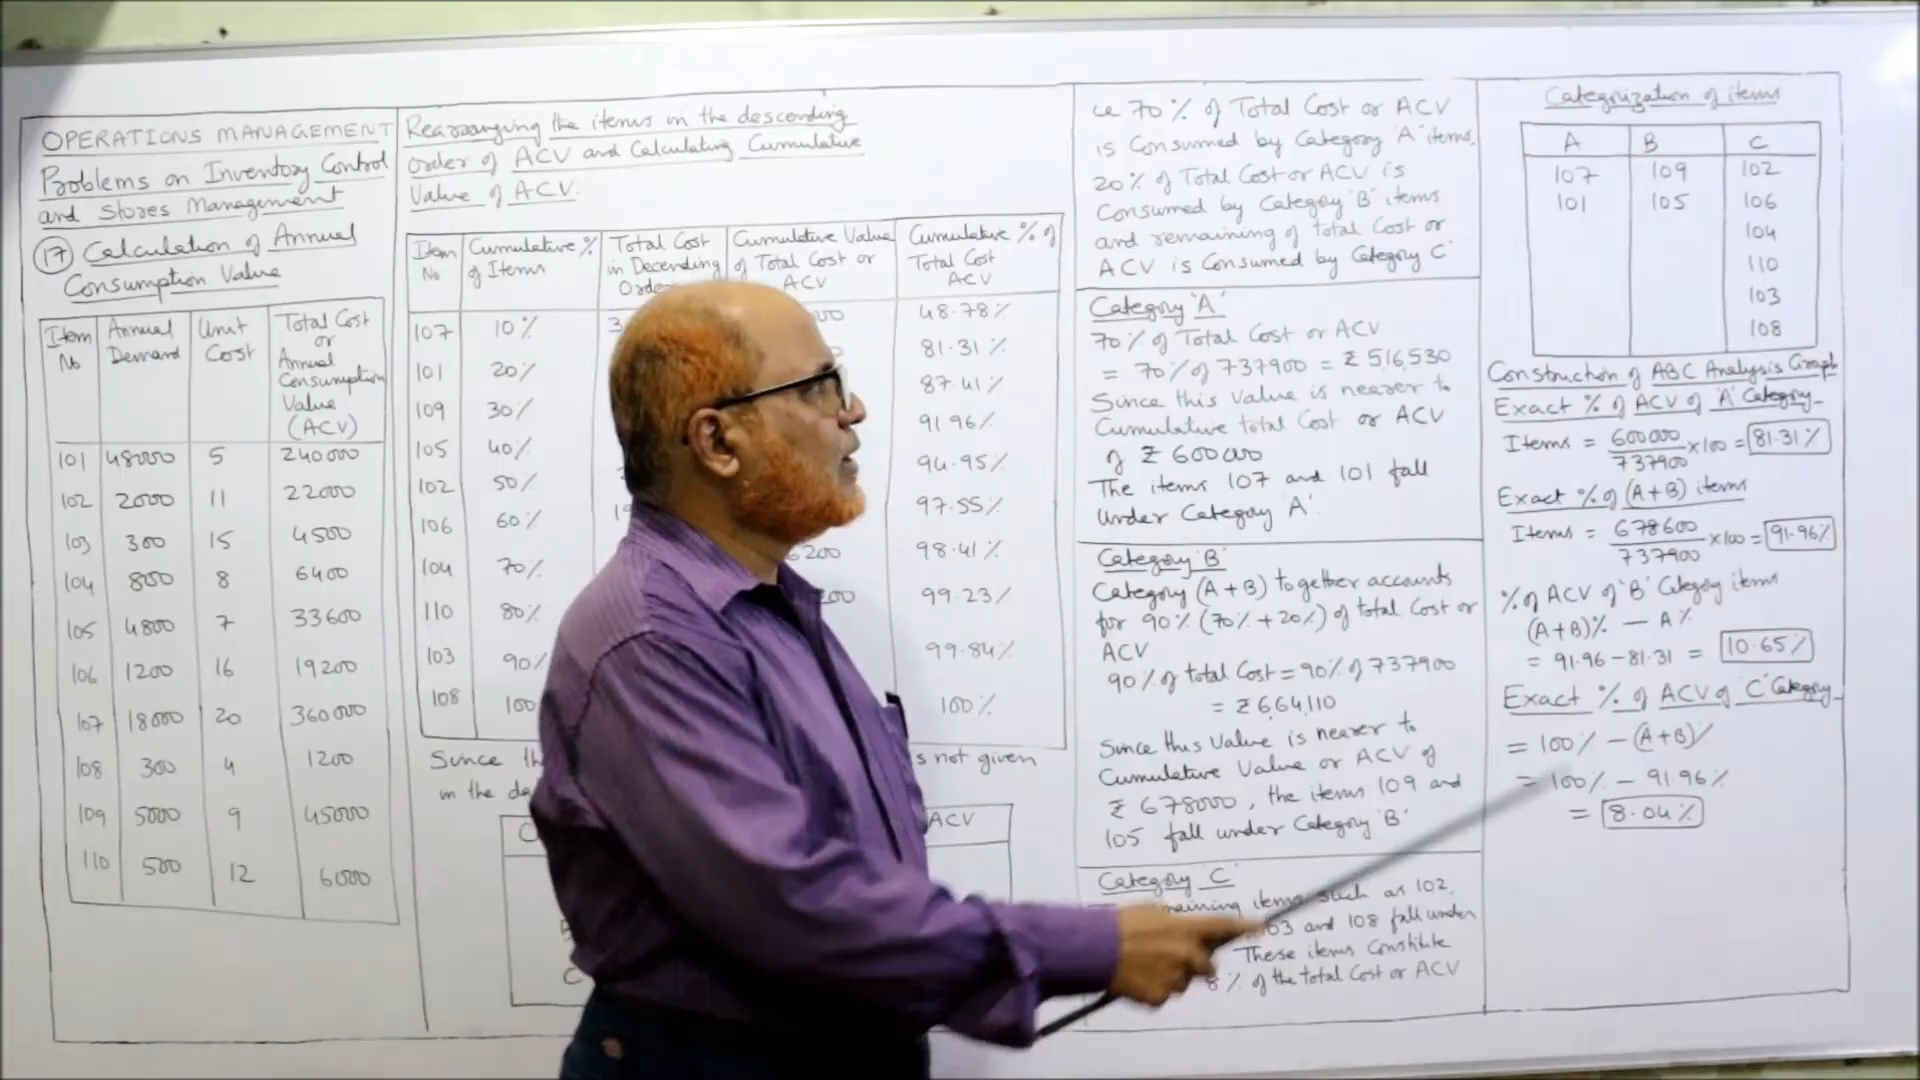 OPERATIONS MANAGEMENT
Problems on Inventory Control
and Stores Management
17 Calculation of Annual
Consumption Value
Item No | Annual Demand | Unit Cost | Total Cost or Annual Consumption Value (ACV)
101 48000 5 240000
102 2000 11 22000
103 300 15 4500
104 800 8 6400
105 4800 7 33600
106 1200 16 19200
107 18000 20 360000
108 300 4 1200
109 5000 9 45000
110 500 12 6000
Rearranging the items in the descending
order of ACV and Calculating Cumulative
Value of ACV.
Item No | Cumulative % of Items | Total Cost in Decending Order | Cumulative Value of Total Cost or ACV | Cumulative % of Total Cost ACV
107 10% 48.78%
101 20% 81.31%
109 30% 87.41%
105 40% 91.96%
102 50% 94.95%
106 60% 97.55%
104 70% 98.41%
110 80% 99.23%
103 90% 99.84%
108 100 100%
Since
not given
in the
ACV
C
ie 70% of Total Cost or ACV
is Consumed by Category 'A' items.
20% of Total Cost or ACV is
Consumed by Category 'B' items
and remaining of total Cost or
ACV is Consumed by Category 'C'
Category 'A'
70% of Total Cost or ACV
= 70% of 737900 = ₹ 516,530
Since this value is nearer to
Cumulative total Cost or ACV
of ₹ 600000
The items 107 and 101 fall
under Category 'A'.
Category 'B'
Category (A+B) together accounts
for 90% (70%+20%) of total Cost or
ACV
90% of total Cost = 90% of 737900
= ₹ 6,64,110
Since this Value is nearer to
Cumulative Value or ACV of
₹ 678000, the items 109 and
105 fall under Category 'B'
Category 'C'
items such as 102,
103 and 108 fall under
These items Constitute
8% of the total Cost or ACV
Categorization of items
A B C
107 109 102
101 105 106
104
110
103
108
Construction of ABC Analysis Graph
Exact % of ACV of 'A' Category
Items = 600000/737900 ×100 = 81.31%
Exact % of (A+B) items
Items = 678600/737900 ×100 = 91.96%
% of ACV of 'B' Category items
(A+B)% — A%
= 91.96 – 81.31 = 10.65%
Exact % of ACV of 'C' Category
= 100% – (A+B)%
= 100% – 91.96%
= 8.04%